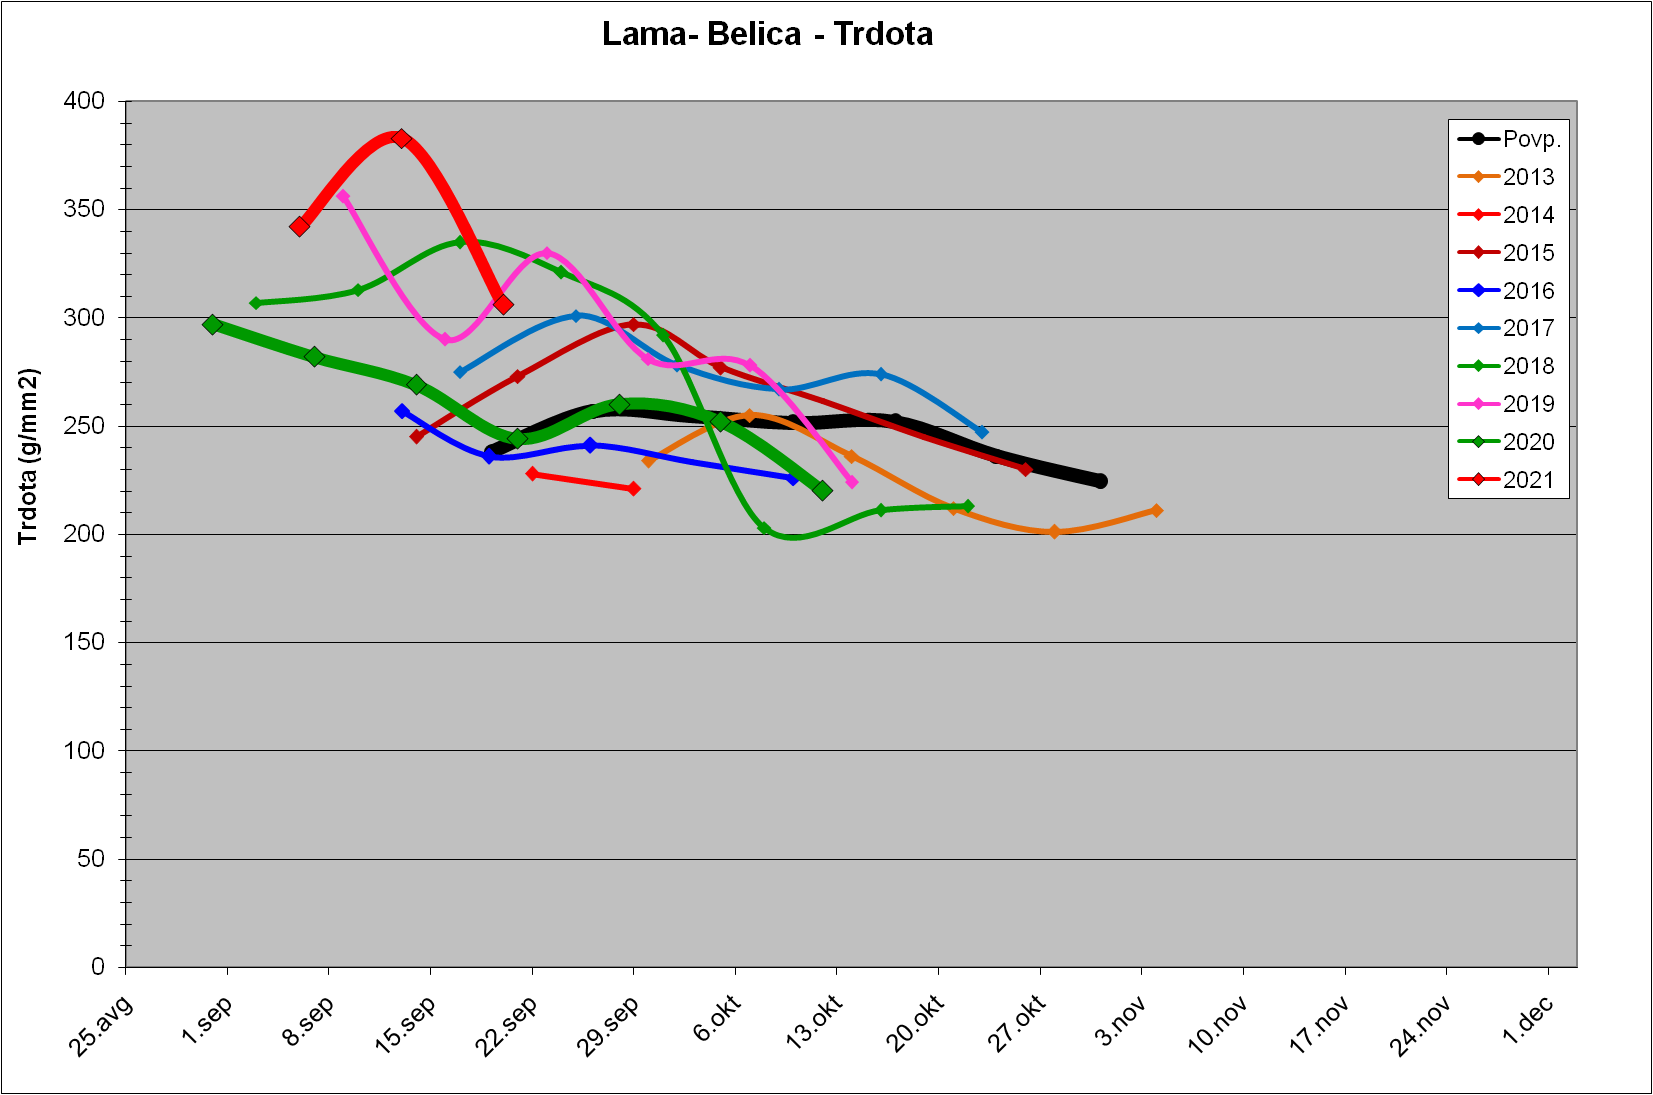 Lama- Belica - Trdota
Trdota (g/mm2)
400
350
300
250
200
150
100
50
0
25.avg
1.sep
8.sep
15.sep
22.sep
29.sep
6.okt
13.okt
20.okt
27.okt
3.nov
10.nov
17.nov
24.nov
1.dec
Povp.
2013
2014
2015
2016
2017
2018
2019
2020
2021